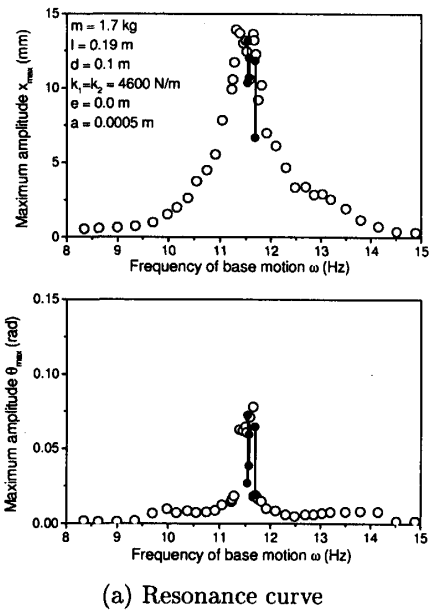 Maximum amplitude xmax (mm)
15
10
5
0
m = 1.7 kg
l = 0.19 m
d = 0.1 m
k₁=k₂ = 4600 N/m
e = 0.0 m
a = 0.0005 m
8 9 10 11 12 13 14 15
Frequency of base motion ω (Hz)
Maximum amplitude θmax (rad)
0.15
0.10
0.05
0.00
8 9 10 11 12 13 14 15
Frequency of base motion ω (Hz)
(a) Resonance curve